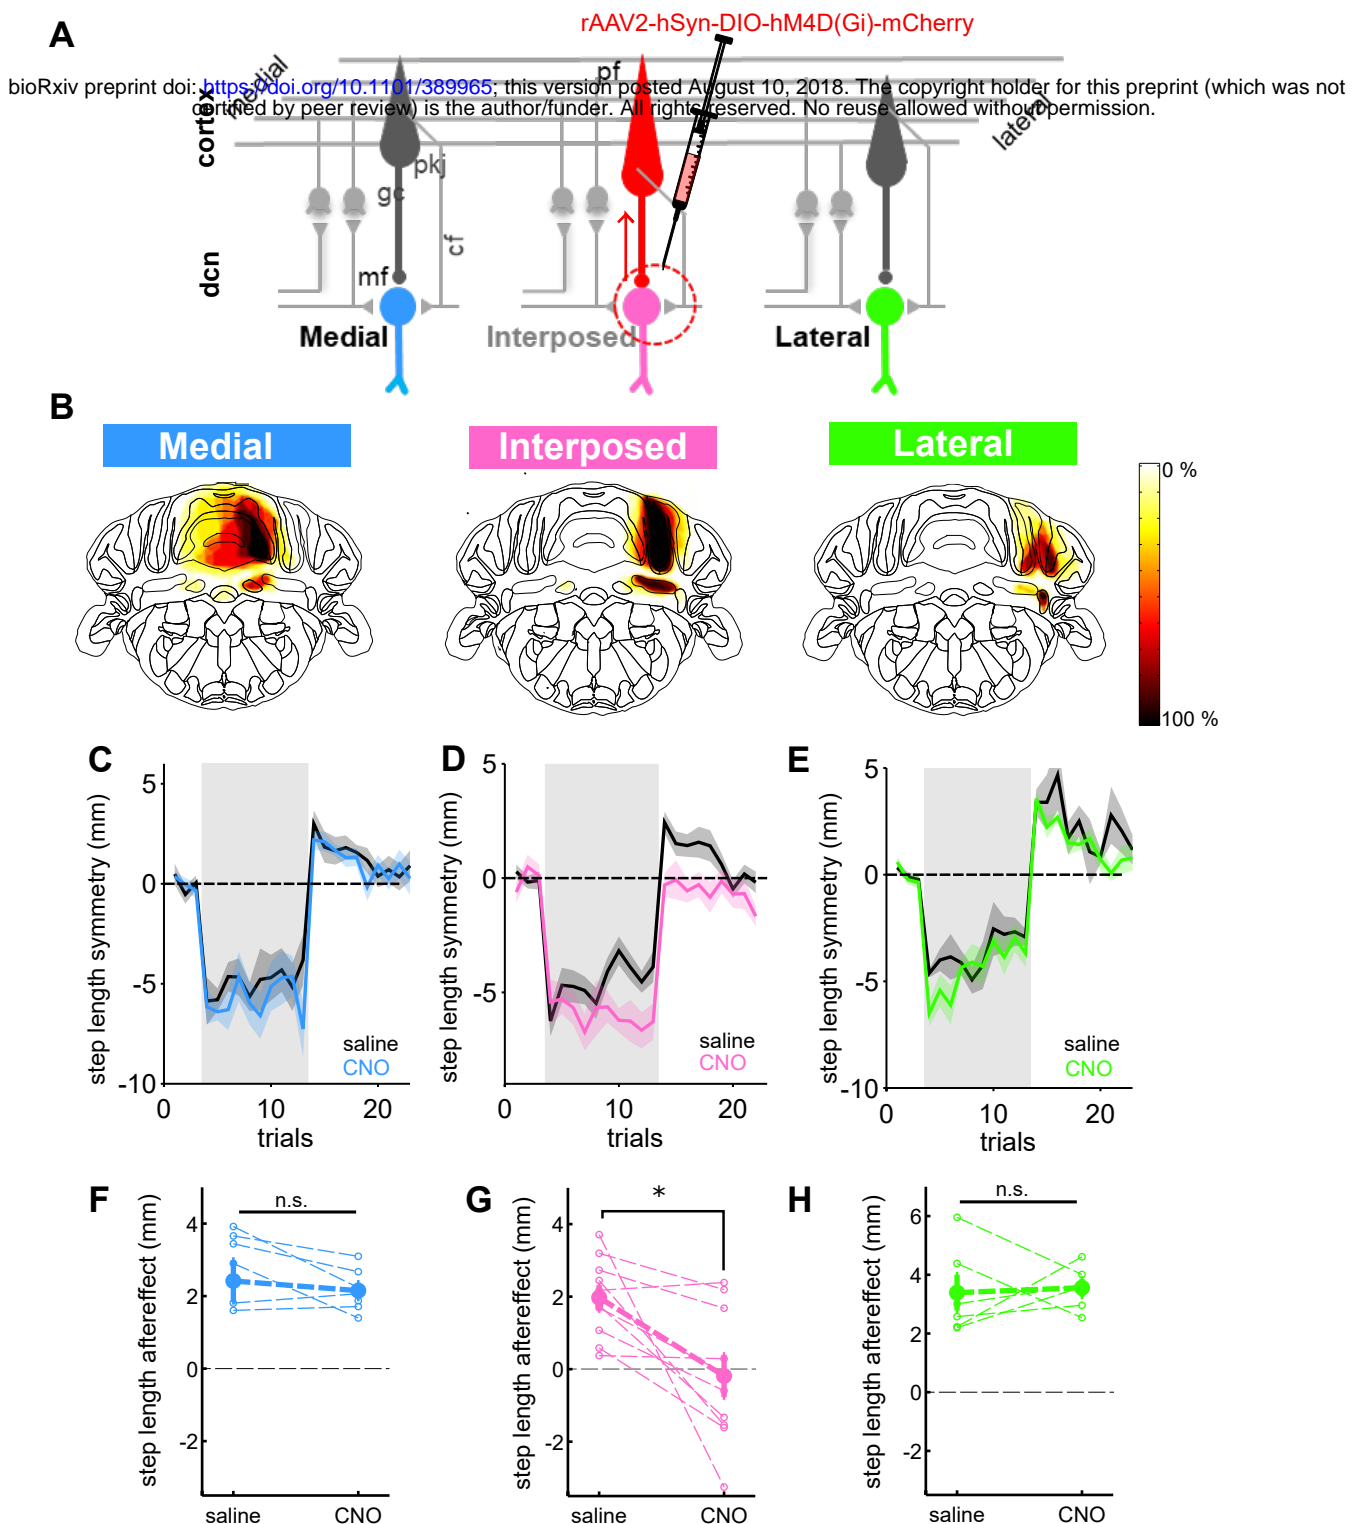 A
rAAV2-hSyn-DIO-hM4D(Gi)-mCherry
medial
pf
bioRxiv preprint doi: https://doi.org/10.1101/389965; this version posted August 10, 2018. The copyright holder for this preprint (which was not
certified by peer review) is the author/funder. All rights reserved. No reuse allowed without permission.
lateral
cortex
pkj
gc
cf
dcn
mf
Medial
Interposed
Lateral
B
Medial
Interposed
Lateral
0 %
100 %
C
step length symmetry (mm)
5
0
-5
-10
saline
CNO
0
10
20
trials
D
step length symmetry (mm)
5
0
-5
saline
CNO
0
10
20
E
step length symmetry (mm)
5
0
-5
-10
saline
CNO
0
10
20
trials
F
step length aftereffect (mm)
n.s.
4
2
0
-2
saline
CNO
G
step length aftereffect (mm)
*
4
2
0
-2
saline
CNO
H
step length aftereffect (mm)
n.s.
6
4
2
0
-2
saline
CNO